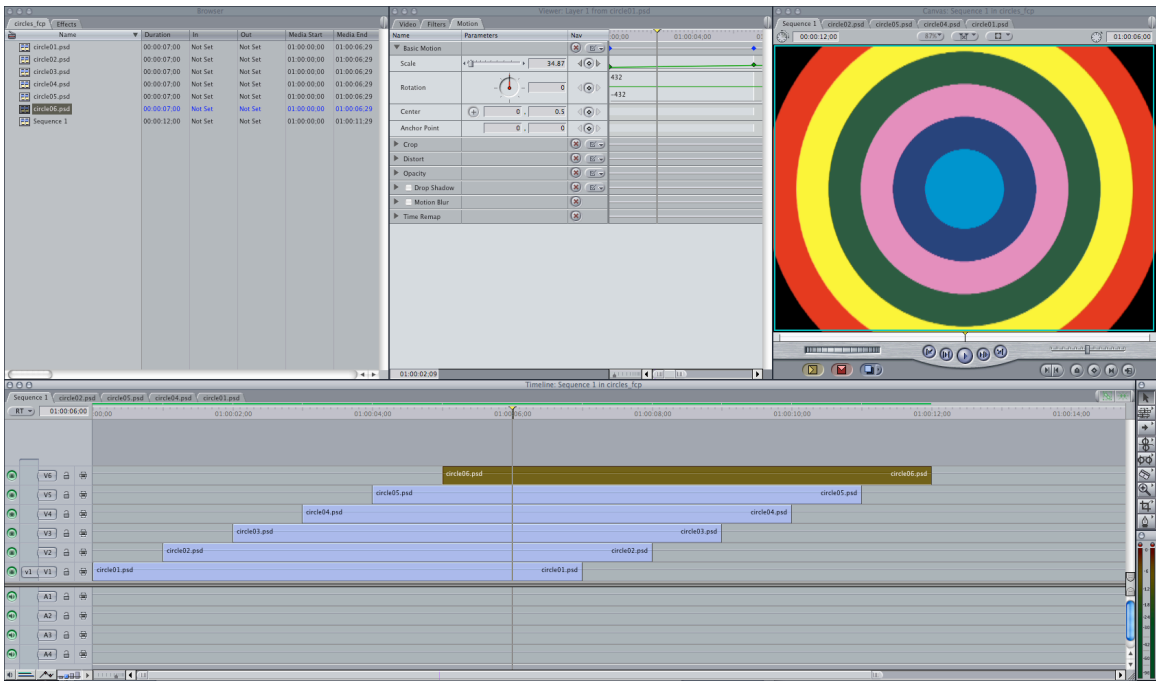 Browser
circles_fcp Effects
Name Duration In Out Media Start Media End
circle01.psd 00:00:07;00 Not Set Not Set 01:00:00;00 01:00:06;29
circle02.psd 00:00:07;00 Not Set Not Set 01:00:00;00 01:00:06;29
circle03.psd 00:00:07;00 Not Set Not Set 01:00:00;00 01:00:06;29
circle04.psd 00:00:07;00 Not Set Not Set 01:00:00;00 01:00:06;29
circle05.psd 00:00:07;00 Not Set Not Set 01:00:00;00 01:00:06;29
circle06.psd 00:00:07;00 Not Set Not Set 01:00:00;00 01:00:06;29
Sequence 1 00:00:12;00 Not Set Not Set 01:00:00;00 01:00:11;29
Viewer: Layer 1 from circle01.psd
Video Filters Motion
Name Parameters Nav 00;00 01:00:04;00
Basic Motion
Scale 34.87
Rotation 0 432 -432
Center 0 , 0.5
Anchor Point 0 , 0
Crop
Distort
Opacity
Drop Shadow
Motion Blur
Time Remap
01:00:02;09
Canvas: Sequence 1 in circles_fcp
Sequence 1 circle02.psd circle05.psd circle04.psd circle01.psd
00:00:12;00 87% 01:00:06;00
Timeline: Sequence 1 in circles_fcp
Sequence 1 circle02.psd circle05.psd circle04.psd circle01.psd
RT 01:00:06;00 00;00 01:00:02;00 01:00:04;00 01:00:06;00 01:00:08;00 01:00:10;00 01:00:12;00 01:00:14;00
V6 circle06.psd circle06.psd
V5 circle05.psd circle05.psd
V4 circle04.psd circle04.psd
V3 circle03.psd circle03.psd
V2 circle02.psd circle02.psd
v1 V1 circle01.psd circle01.psd
A1
A2
A3
A4